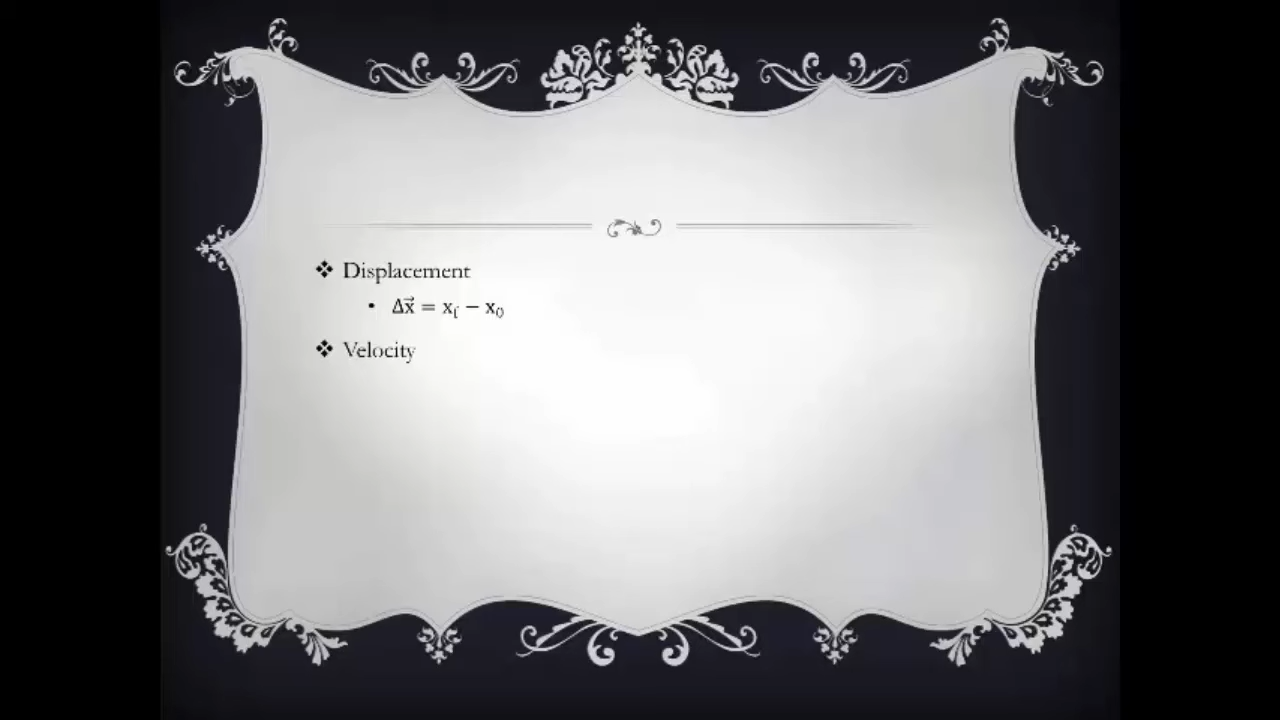 ❖ Displacement
• Δx⃗ = x_f − x_0
❖ Velocity